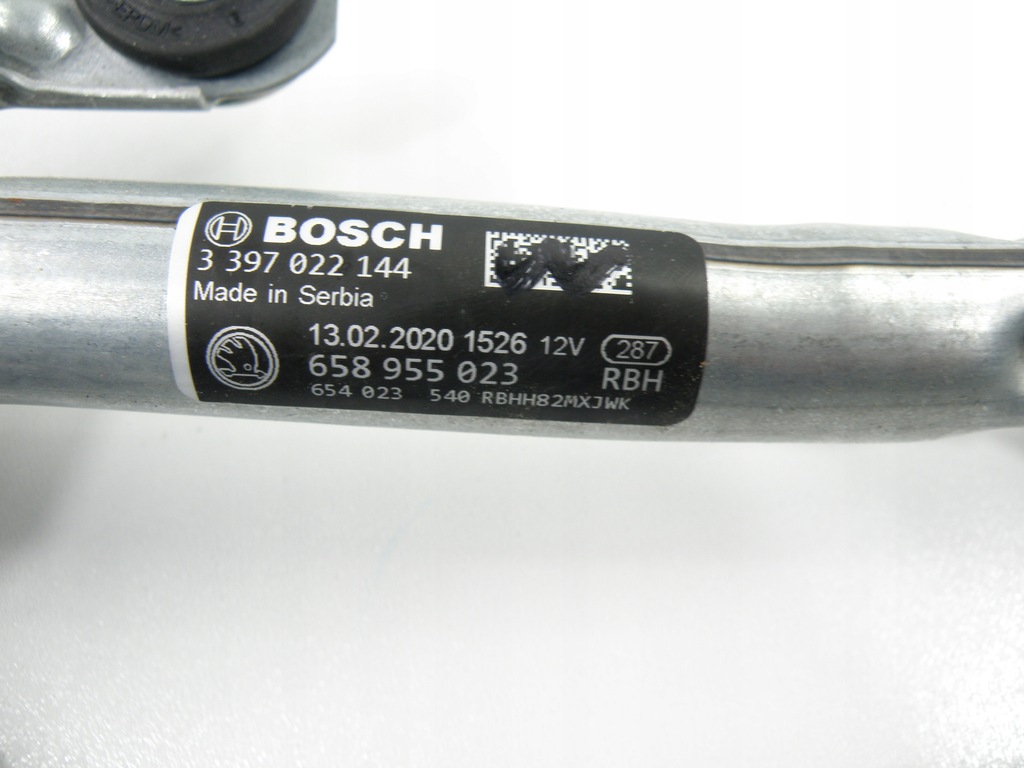 EPDM
BOSCH
3 397 022 144
Made in Serbia
13.02.2020 1526 12V 287
658 955 023 RBH
654 023 540 RBHH82MXJWK